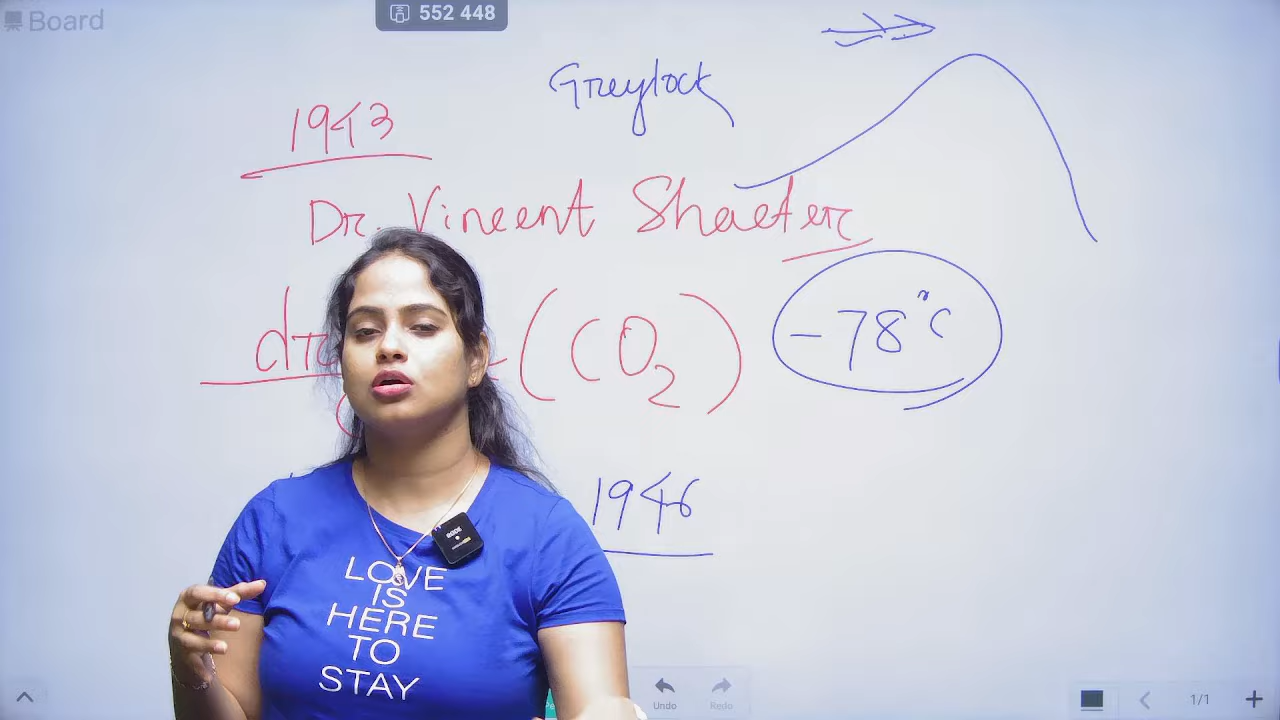 Board
552 448
Greylock
1943
Dr. Vincent Shaefer
(CO2)
-78°C
1946
LOVE
IS
HERE
TO
STAY
Undo
Redo
1/1